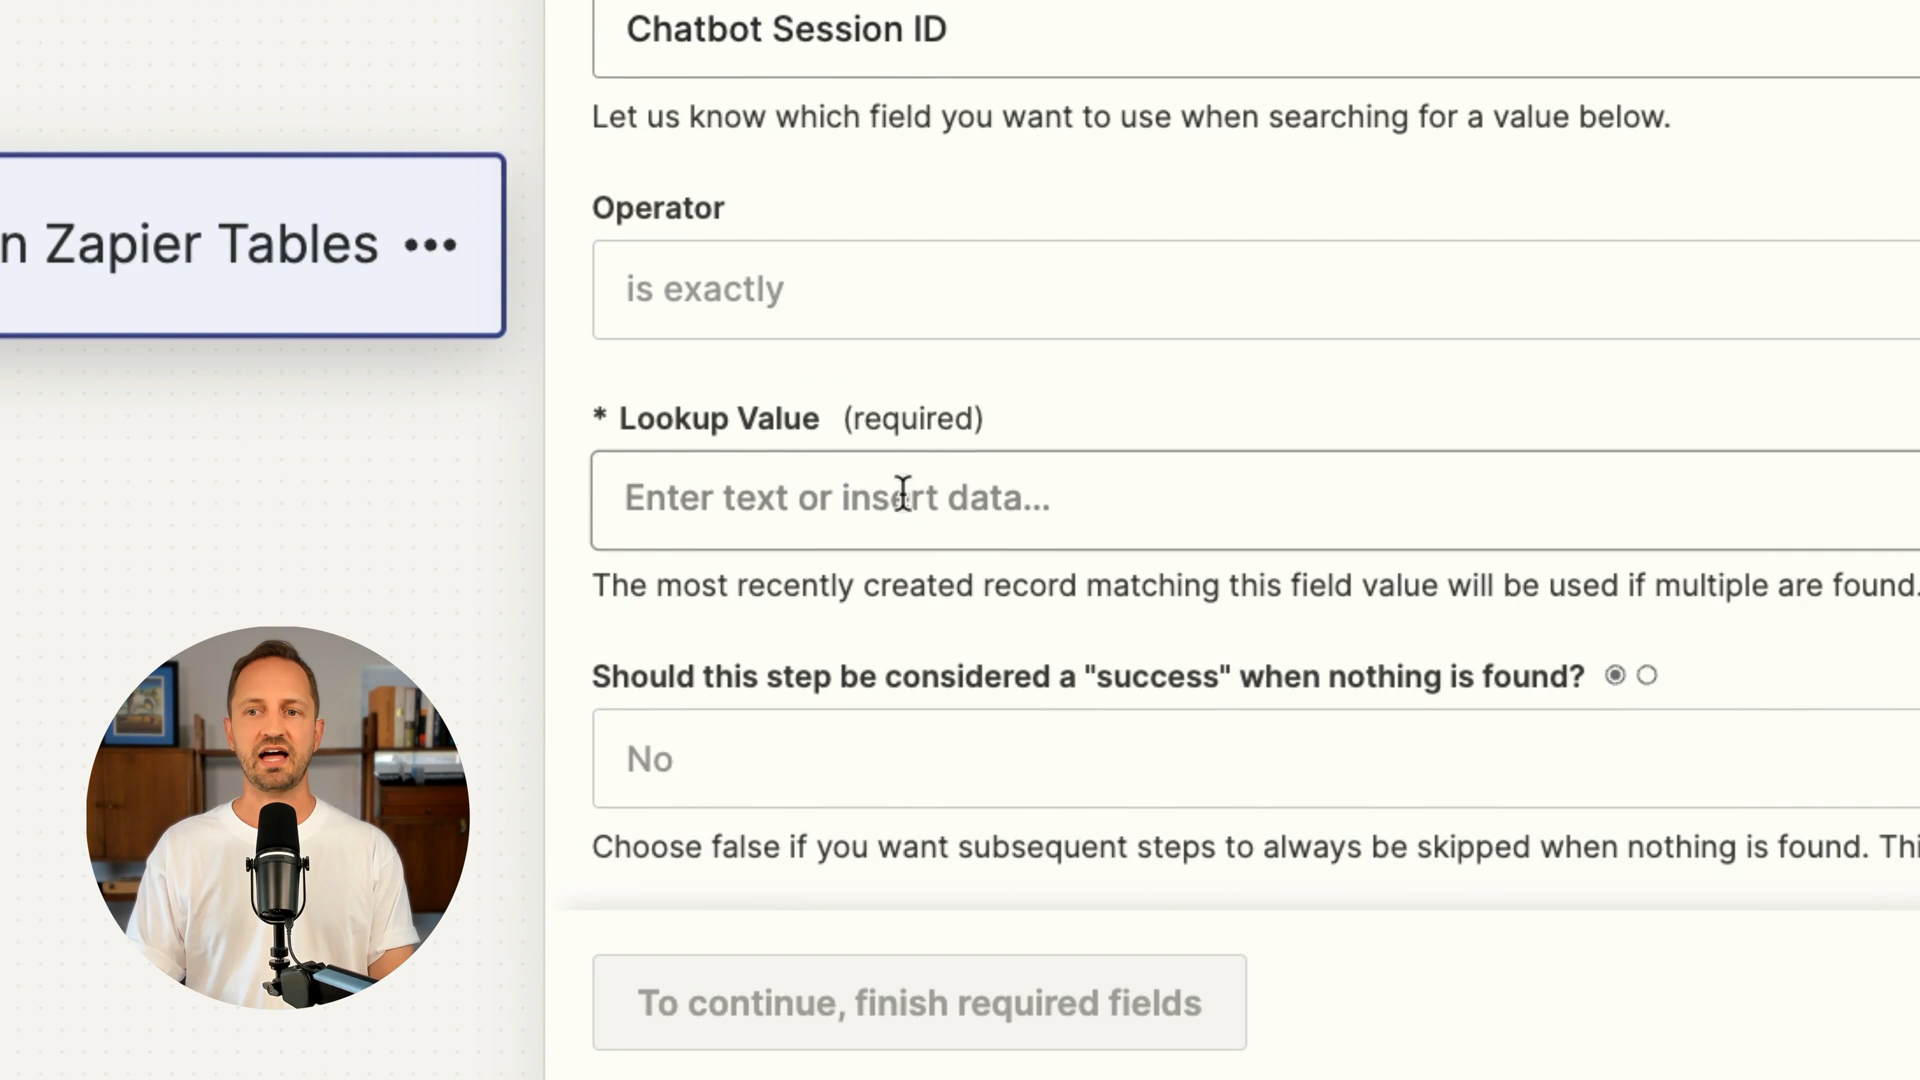 Chatbot Session ID
Let us know which field you want to use when searching for a value below.
n Zapier Tables •••
Operator
is exactly
* Lookup Value (required)
Enter text or insert data...
The most recently created record matching this field value will be used if multiple are found.
Should this step be considered a "success" when nothing is found?
No
Choose false if you want subsequent steps to always be skipped when nothing is found. Thi
To continue, finish required fields